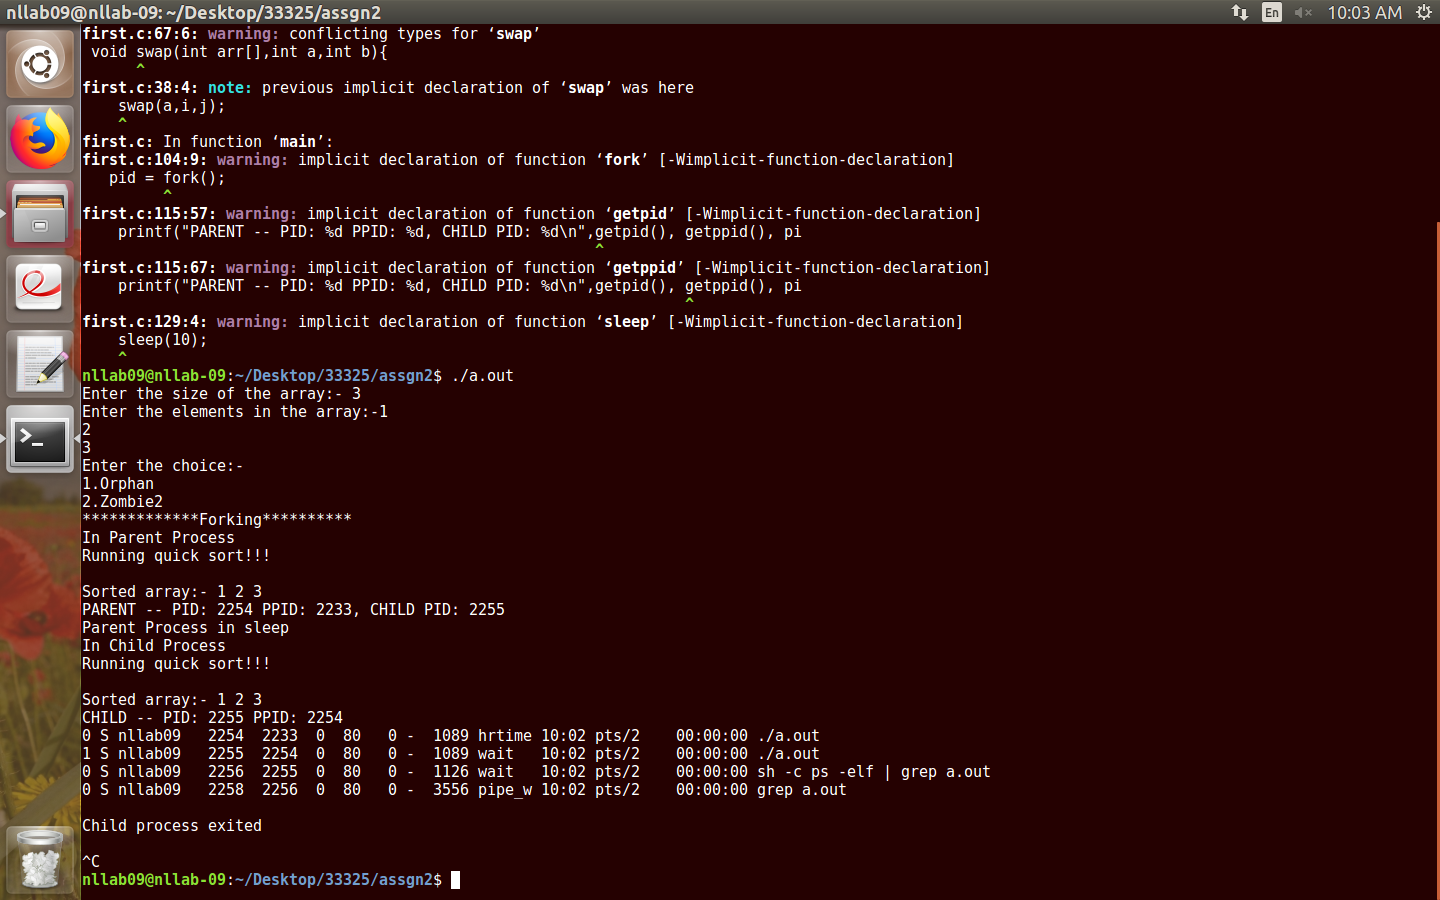 nllab09@nllab-09: ~/Desktop/33325/assgn2 En 10:03 AM
first.c:67:6: warning: conflicting types for ‘swap’
 void swap(int arr[],int a,int b){
      ^
first.c:38:4: note: previous implicit declaration of ‘swap’ was here
    swap(a,i,j);
    ^
first.c: In function ‘main’:
first.c:104:9: warning: implicit declaration of function ‘fork’ [-Wimplicit-function-declaration]
   pid = fork();
         ^
first.c:115:57: warning: implicit declaration of function ‘getpid’ [-Wimplicit-function-declaration]
    printf("PARENT -- PID: %d PPID: %d, CHILD PID: %d\n",getpid(), getppid(), pi
                                                         ^
first.c:115:67: warning: implicit declaration of function ‘getppid’ [-Wimplicit-function-declaration]
    printf("PARENT -- PID: %d PPID: %d, CHILD PID: %d\n",getpid(), getppid(), pi
                                                                   ^
first.c:129:4: warning: implicit declaration of function ‘sleep’ [-Wimplicit-function-declaration]
    sleep(10);
    ^
nllab09@nllab-09:~/Desktop/33325/assgn2$ ./a.out
Enter the size of the array:- 3
Enter the elements in the array:-1
2
3
Enter the choice:-
1.Orphan
2.Zombie2
*************Forking**********
In Parent Process
Running quick sort!!!

Sorted array:- 1 2 3
PARENT -- PID: 2254 PPID: 2233, CHILD PID: 2255
Parent Process in sleep
In Child Process
Running quick sort!!!

Sorted array:- 1 2 3
CHILD -- PID: 2255 PPID: 2254
0 S nllab09   2254  2233  0  80   0 -  1089 hrtime 10:02 pts/2    00:00:00 ./a.out
1 S nllab09   2255  2254  0  80   0 -  1089 wait   10:02 pts/2    00:00:00 ./a.out
0 S nllab09   2256  2255  0  80   0 -  1126 wait   10:02 pts/2    00:00:00 sh -c ps -elf | grep a.out
0 S nllab09   2258  2256  0  80   0 -  3556 pipe_w 10:02 pts/2    00:00:00 grep a.out

Child process exited

^C
nllab09@nllab-09:~/Desktop/33325/assgn2$